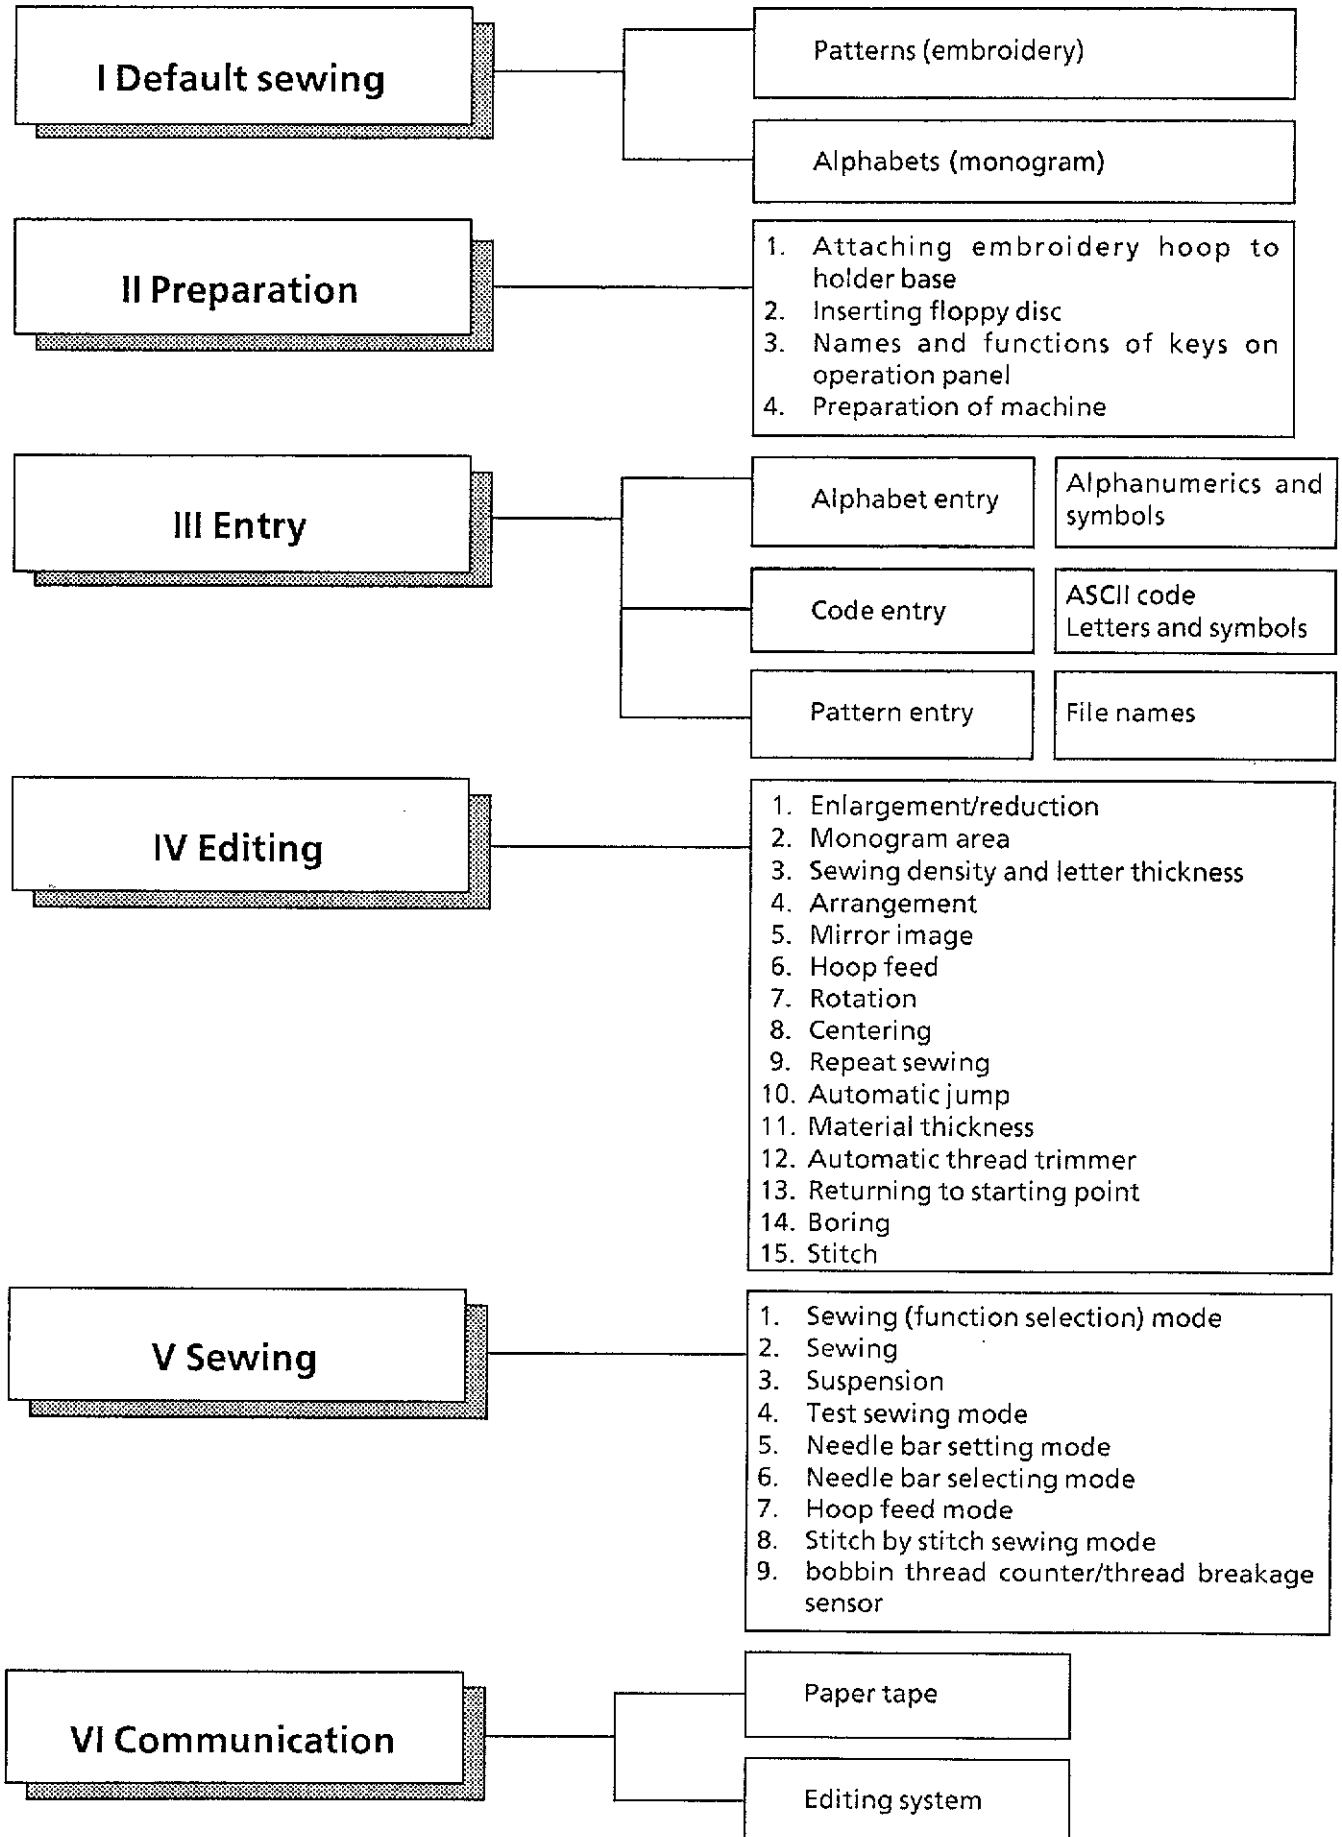 I Default sewing
Patterns (embroidery)
Alphabets (monogram)
II Preparation
1. Attaching embroidery hoop to
holder base
2. Inserting floppy disc
3. Names and functions of keys on
operation panel
4. Preparation of machine
III Entry
Alphabet entry
Alphanumerics and
symbols
Code entry
ASCII code
Letters and symbols
Pattern entry
File names
IV Editing
1. Enlargement/reduction
2. Monogram area
3. Sewing density and letter thickness
4. Arrangement
5. Mirror image
6. Hoop feed
7. Rotation
8. Centering
9. Repeat sewing
10. Automatic jump
11. Material thickness
12. Automatic thread trimmer
13. Returning to starting point
14. Boring
15. Stitch
V Sewing
1. Sewing (function selection) mode
2. Sewing
3. Suspension
4. Test sewing mode
5. Needle bar setting mode
6. Needle bar selecting mode
7. Hoop feed mode
8. Stitch by stitch sewing mode
9. bobbin thread counter/thread breakage
sensor
VI Communication
Paper tape
Editing system